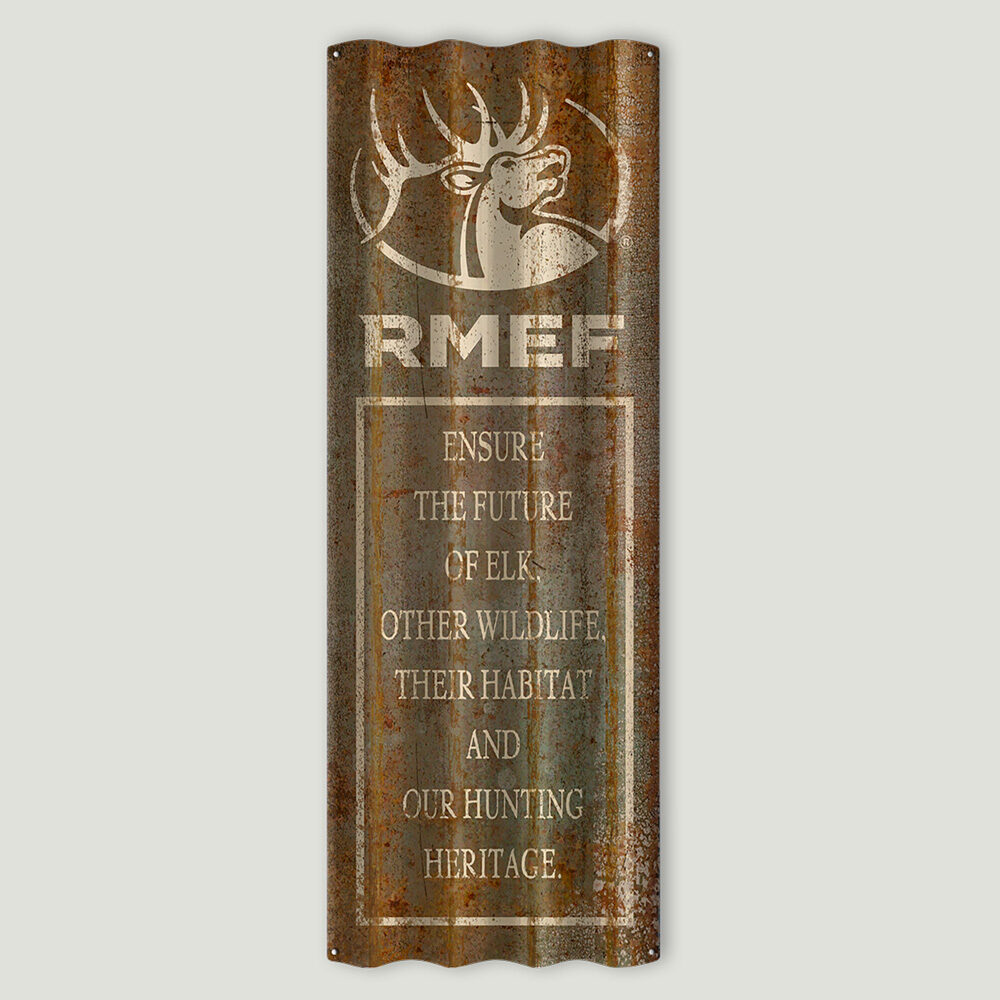 ®
RMEF
ENSURE
THE FUTURE
OF ELK,
OTHER WILDLIFE,
THEIR HABITAT
AND
OUR HUNTING
HERITAGE.